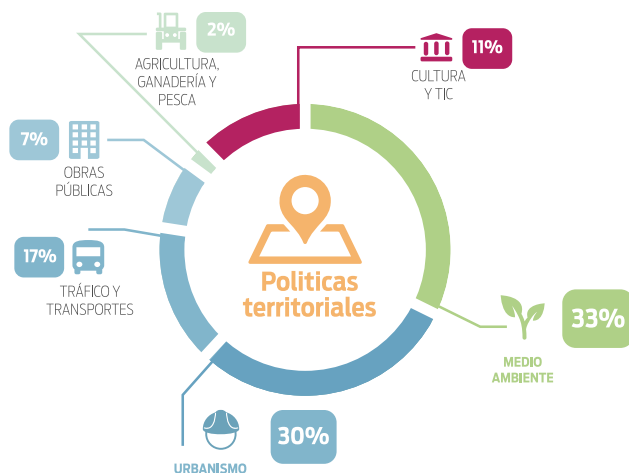 2%
AGRICULTURA,
GANADERÍA Y
PESCA
11%
CULTURA
Y TIC
7%
OBRAS
PÚBLICAS
17%
TRÁFICO Y
TRANSPORTES
Politicas
territoriales
33%
MEDIO
AMBIENTE
30%
URBANISMO